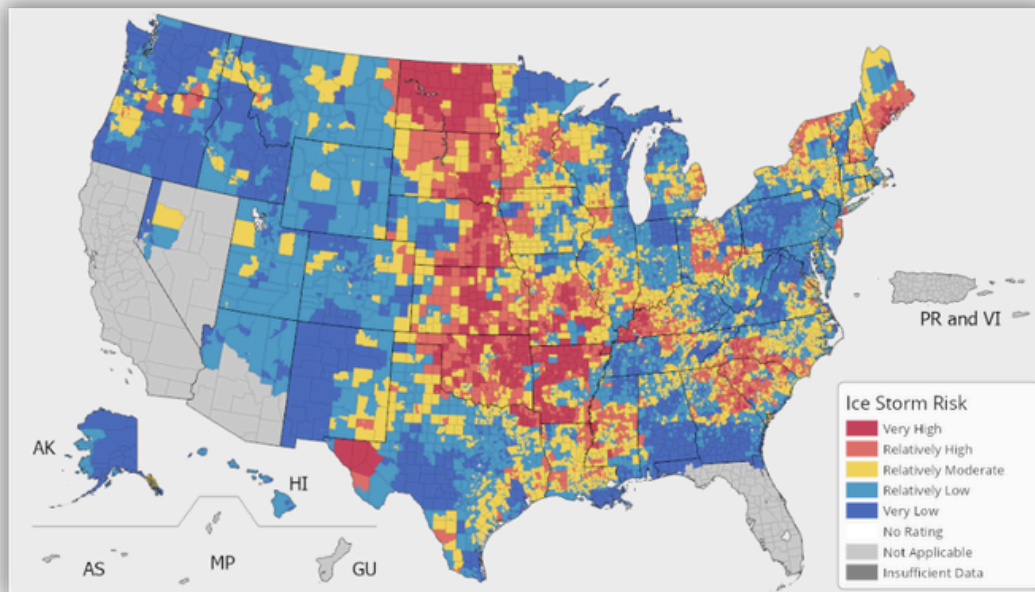 PR and VI
AK
HI
AS
MP
GU
Ice Storm Risk
Very High
Relatively High
Relatively Moderate
Relatively Low
Very Low
No Rating
Not Applicable
Insufficient Data